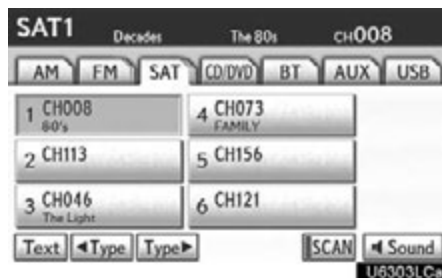 SAT1 Decades The 80s CH008
AM FM SAT CD/DVD BT AUX USB
1 CH008 4 CH073
80's FAMILY
2 CH113 5 CH156
3 CH046 6 CH121
The Light
Text ◄Type Type► SCAN Sound
U6303LCa